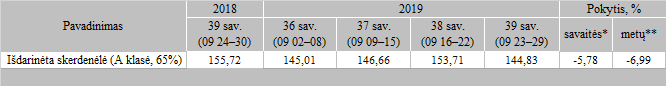 Pavadinimas 2018 2019 Pokytis, %
39 sav. 36 sav. 37 sav. 38 sav. 39 sav. savaitės* metų**
(09 24–30) (09 02–08) (09 09–15) (09 16–22) (09 23–29)
Išdarinėta skerdenėlė (A klasė, 65%) 155,72 145,01 146,66 153,71 144,83 -5,78 -6,99